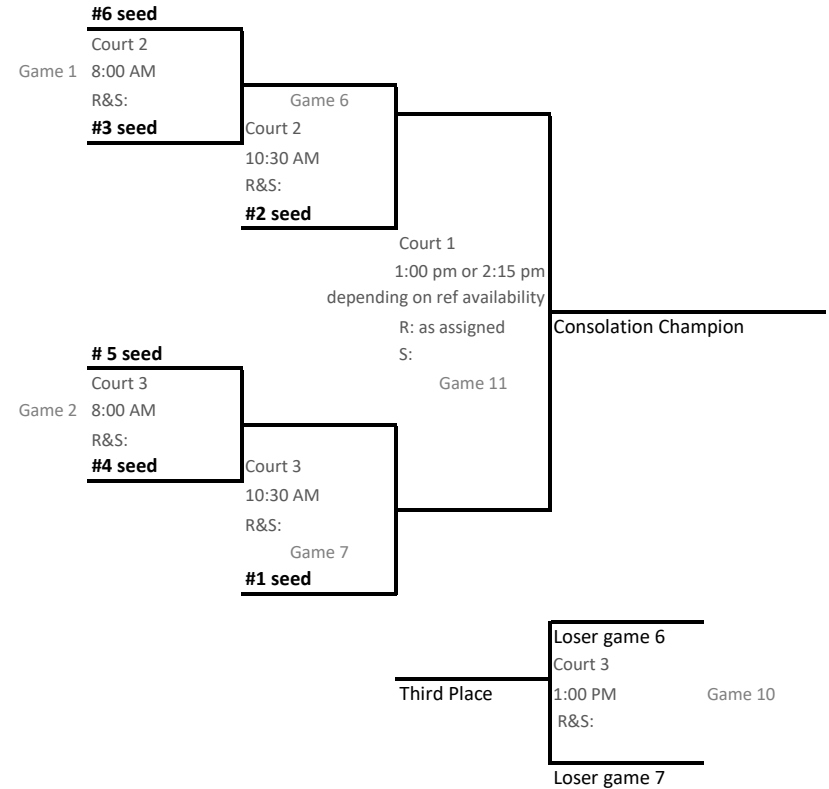 #6 seed
Court 2
Game 1 8:00 AM
R&S:
Game 6
#3 seed
Court 2
10:30 AM
R&S:
#2 seed
Court 1
1:00 pm or 2:15 pm
depending on ref availability
R: as assigned
Consolation Champion
S:
Game 11
# 5 seed
Court 3
Game 2 8:00 AM
R&S:
#4 seed
Court 3
10:30 AM
R&S:
Game 7
#1 seed
Loser game 6
Court 3
Third Place
1:00 PM
Game 10
R&S:
Loser game 7